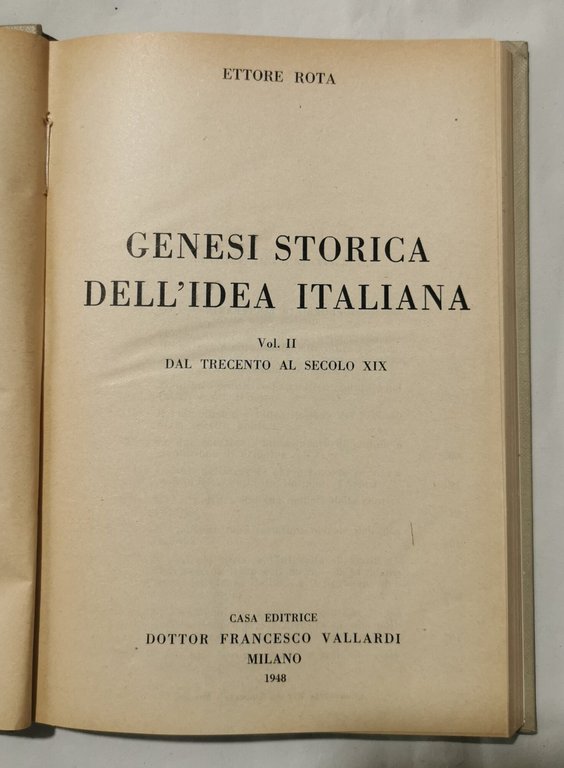 ETTORE ROTA
GENESI STORICA
DELL'IDEA ITALIANA
Vol. II
DAL TRECENTO AL SECOLO XIX
CASA EDITRICE
DOTTOR FRANCESCO VALLARDI
MILANO
1948